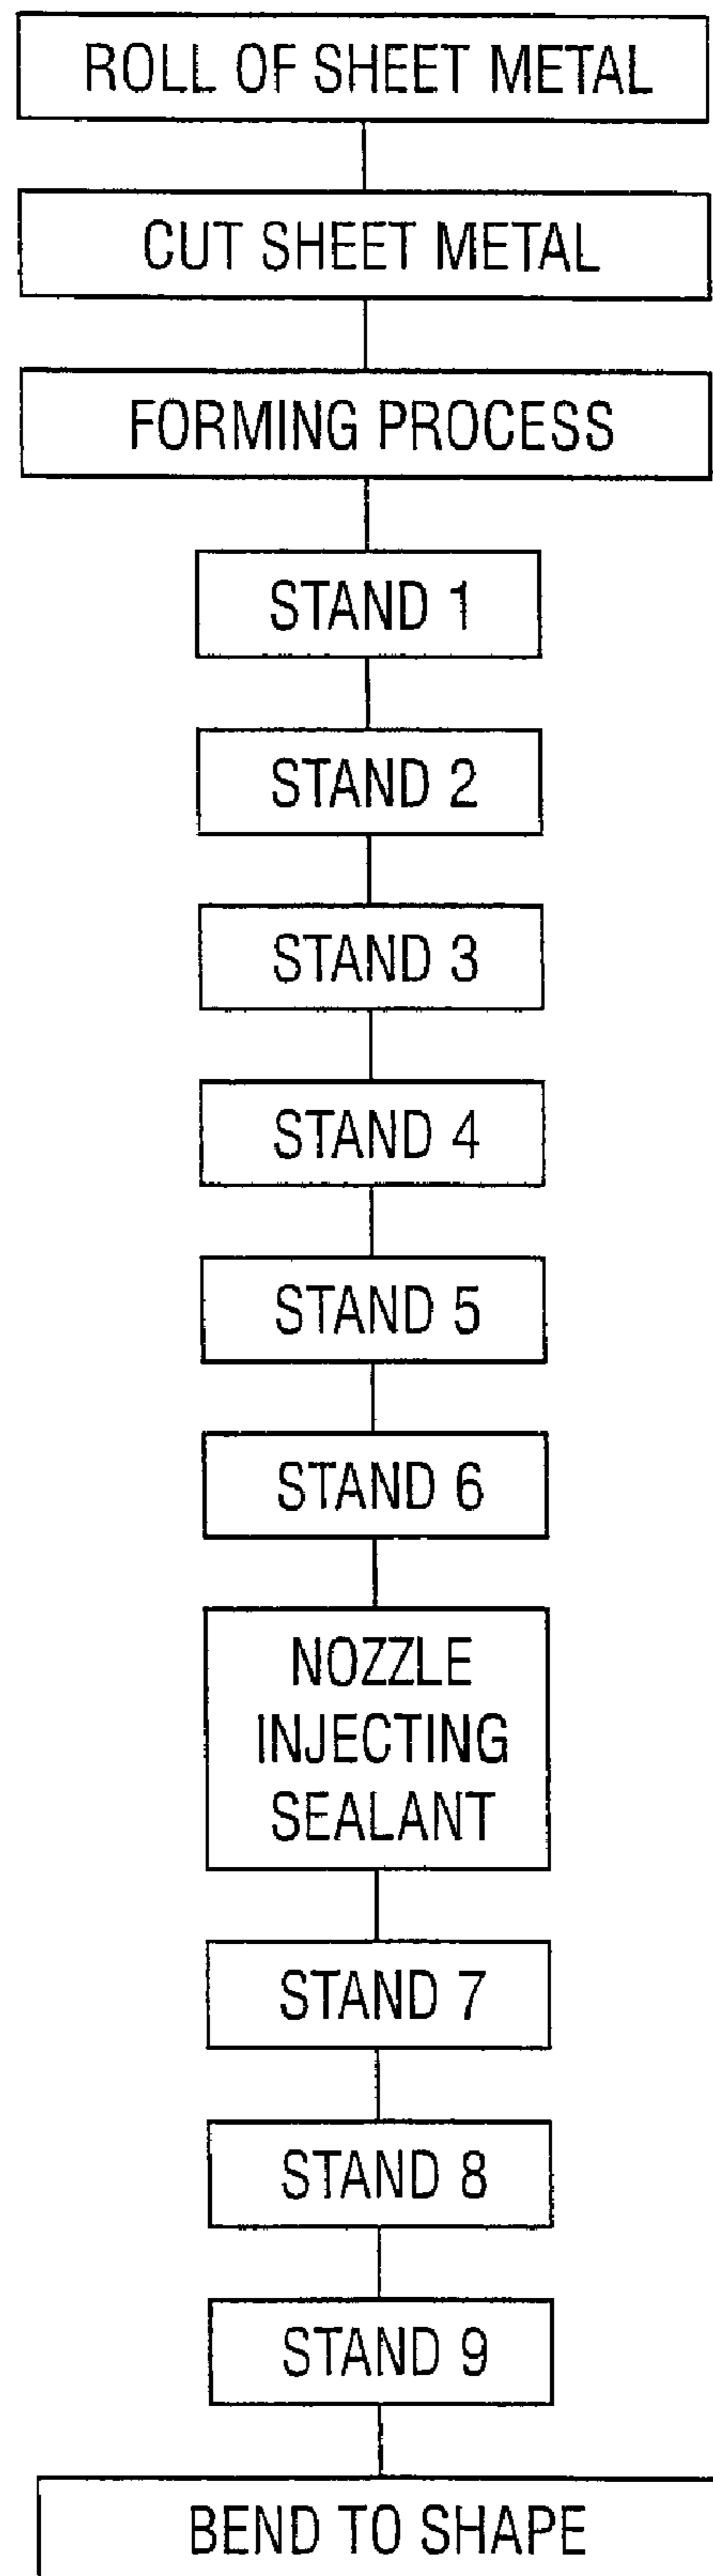 ROLL OF SHEET METAL
CUT SHEET METAL
FORMING PROCESS
STAND 1
STAND 2
STAND 3
STAND 4
STAND 5
STAND 6
NOZZLE
INJECTING
SEALANT
STAND 7
STAND 8
STAND 9
BEND TO SHAPE